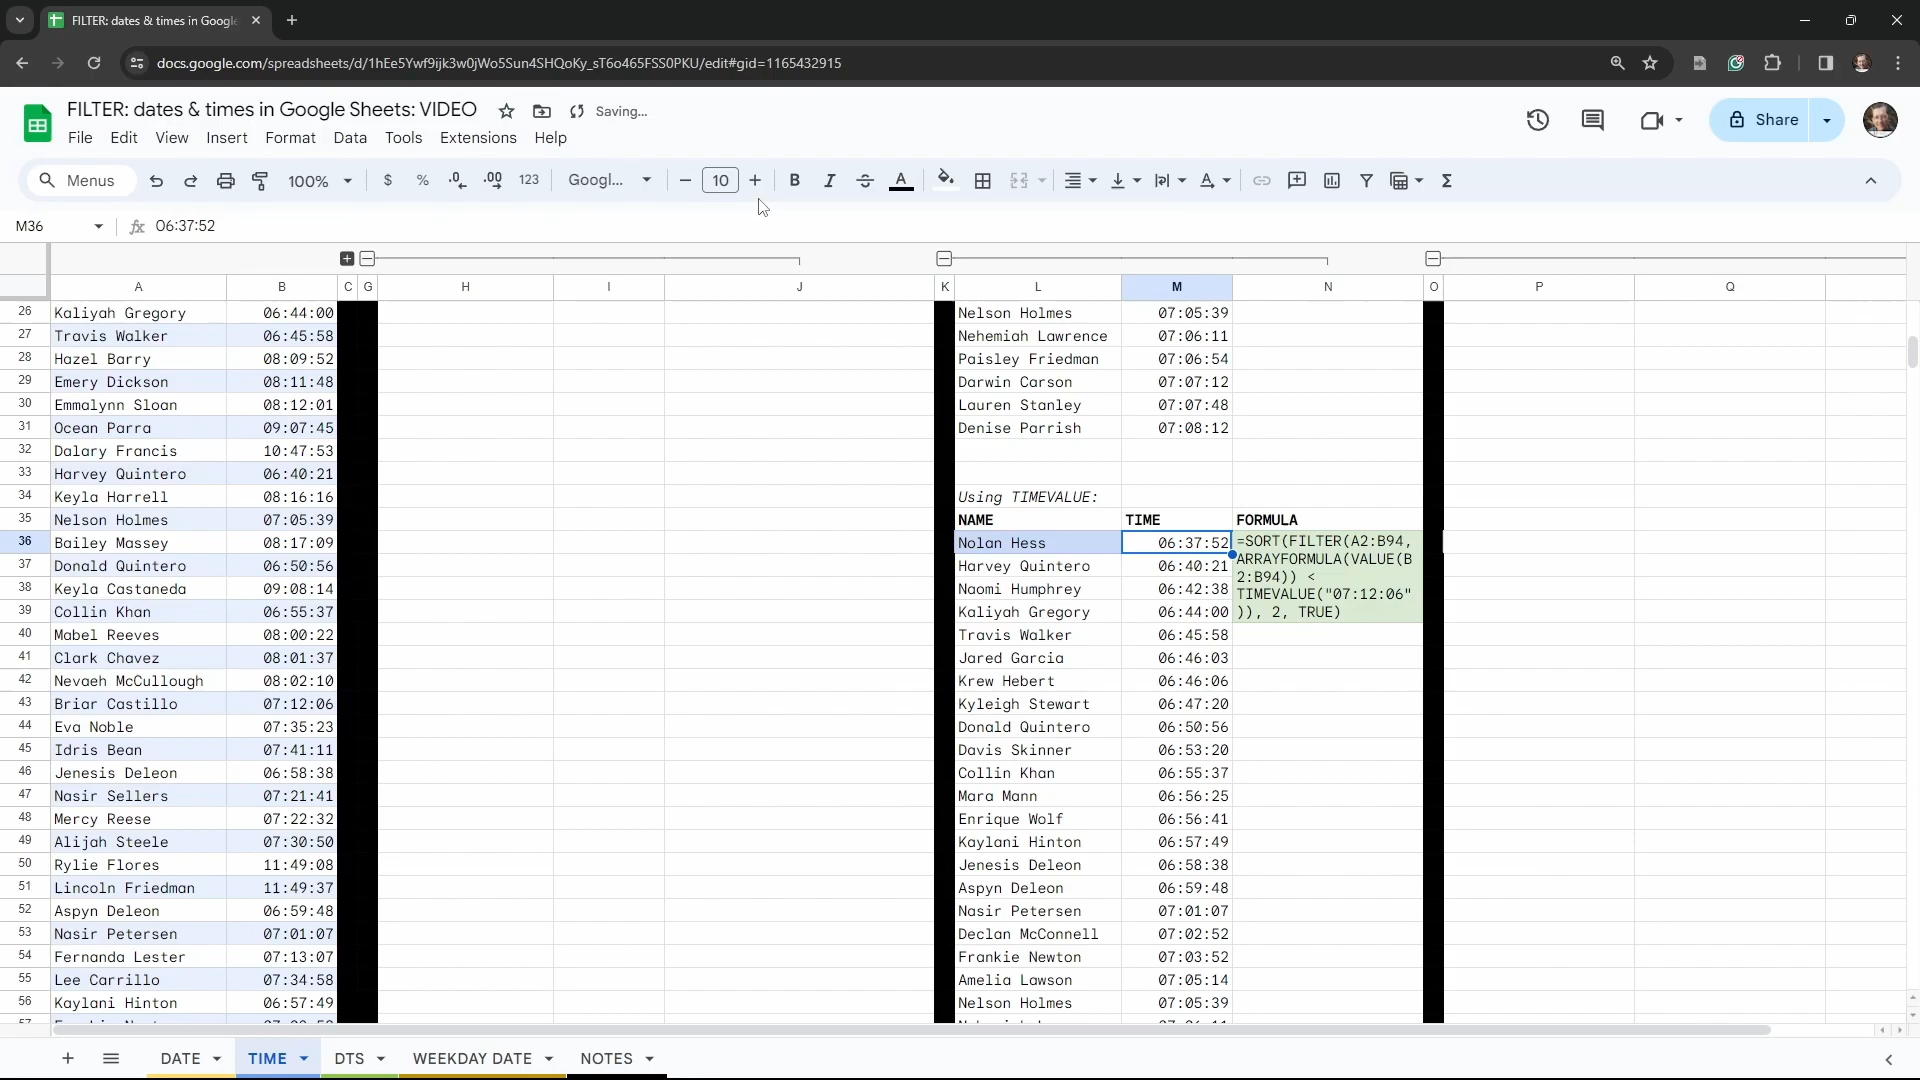 FILTER: dates & times in Google
docs.google.com/spreadsheets/d/1hEe5Ywf9ijk3w0jWo5Sun4SHQoKy_sT6o465FSS0PKU/edit#gid=1165432915
FILTER: dates & times in Google Sheets: VIDEO Saving...
File Edit View Insert Format Data Tools Extensions Help
Share
Menus 100% $ % .0 .00 123 Googl... 10 B I A Σ
M36 fx 06:37:52
A B C G H I J K L M N O P Q
26 Kaliyah Gregory 06:44:00 Nelson Holmes 07:05:39
27 Travis Walker 06:45:58 Nehemiah Lawrence 07:06:11
28 Hazel Barry 08:09:52 Paisley Friedman 07:06:54
29 Emery Dickson 08:11:48 Darwin Carson 07:07:12
30 Emmalynn Sloan 08:12:01 Lauren Stanley 07:07:48
31 Ocean Parra 09:07:45 Denise Parrish 07:08:12
32 Dalary Francis 10:47:53
33 Harvey Quintero 06:40:21
34 Keyla Harrell 08:16:16 Using TIMEVALUE:
35 Nelson Holmes 07:05:39 NAME TIME FORMULA
36 Bailey Massey 08:17:09 Nolan Hess 06:37:52 =SORT(FILTER(A2:B94,
ARRAYFORMULA(VALUE(B
37 Donald Quintero 06:50:56 Harvey Quintero 06:40:21
2:B94)) <
38 Keyla Castaneda 09:08:14 Naomi Humphrey 06:42:38
TIMEVALUE("07:12:06"
39 Collin Khan 06:55:37 Kaliyah Gregory 06:44:00 )), 2, TRUE)
40 Mabel Reeves 08:00:22 Travis Walker 06:45:58
41 Clark Chavez 08:01:37 Jared Garcia 06:46:03
42 Nevaeh McCullough 08:02:10 Krew Hebert 06:46:06
43 Briar Castillo 07:12:06 Kyleigh Stewart 06:47:20
44 Eva Noble 07:35:23 Donald Quintero 06:50:56
45 Idris Bean 07:41:11 Davis Skinner 06:53:20
46 Jenesis Deleon 06:58:38 Collin Khan 06:55:37
47 Nasir Sellers 07:21:41 Mara Mann 06:56:25
48 Mercy Reese 07:22:32 Enrique Wolf 06:56:41
49 Alijah Steele 07:30:50 Kaylani Hinton 06:57:49
50 Rylie Flores 11:49:08 Jenesis Deleon 06:58:38
51 Lincoln Friedman 11:49:37 Aspyn Deleon 06:59:48
52 Aspyn Deleon 06:59:48 Nasir Petersen 07:01:07
53 Nasir Petersen 07:01:07 Declan McConnell 07:02:52
54 Fernanda Lester 07:13:07 Frankie Newton 07:03:52
55 Lee Carrillo 07:34:58 Amelia Lawson 07:05:14
56 Kaylani Hinton 06:57:49 Nelson Holmes 07:05:39
DATE TIME DTS WEEKDAY DATE NOTES